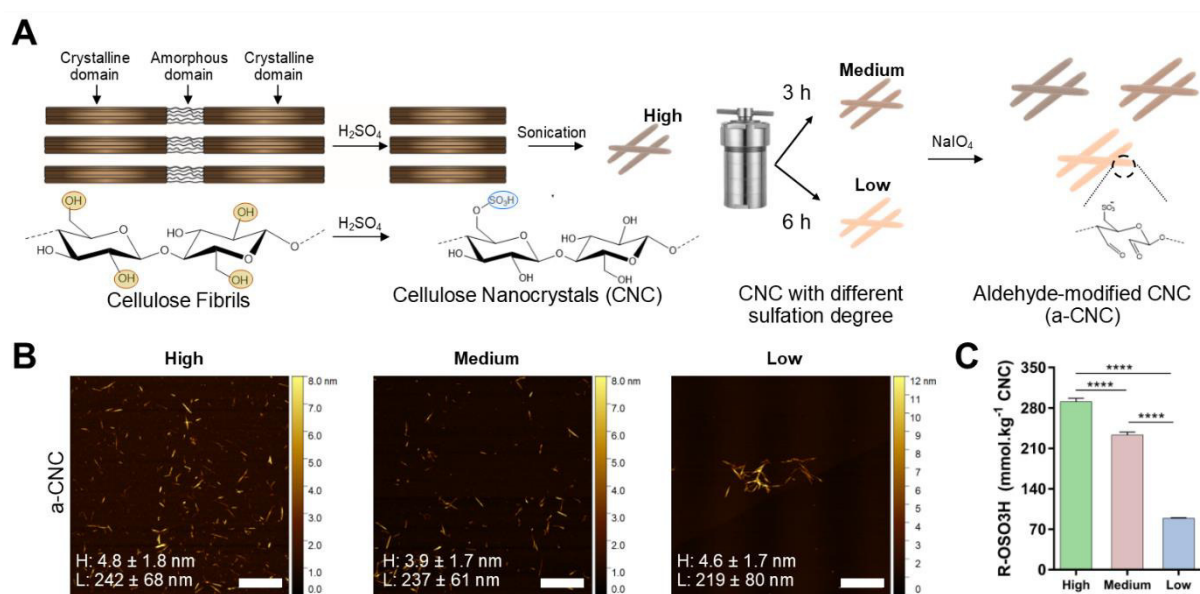 A
Crystalline domain
Amorphous domain
Crystalline domain
H₂SO₄
Sonication
High
3 h
Medium
6 h
Low
NaIO₄
OH
OH
HO
O
HO
O
O
OH
OH
Cellulose Fibrils
H₂SO₄
SO₃H
O
O
HO
OH
O
HO
OH
O
O
HO
Cellulose Nanocrystals (CNC)
CNC with different
sulfation degree
SO₃⁻
O
O
O
O
Aldehyde-modified CNC
(a-CNC)
B
High
Medium
Low
a-CNC
H: 4.8 ± 1.8 nm
L: 242 ± 68 nm
8.0 nm
7.0
6.0
5.0
4.0
3.0
2.0
1.0
0.0
H: 3.9 ± 1.7 nm
L: 237 ± 61 nm
8.0 nm
7.0
6.0
5.0
4.0
3.0
2.0
1.0
0.0
H: 4.6 ± 1.7 nm
L: 219 ± 80 nm
12 nm
10
9
8
7
6
5
4
3
2
1
0
C
R-OSO3H (mmol.kg⁻¹ CNC)
350
280
210
140
70
0
****
****
****
High
Medium
Low